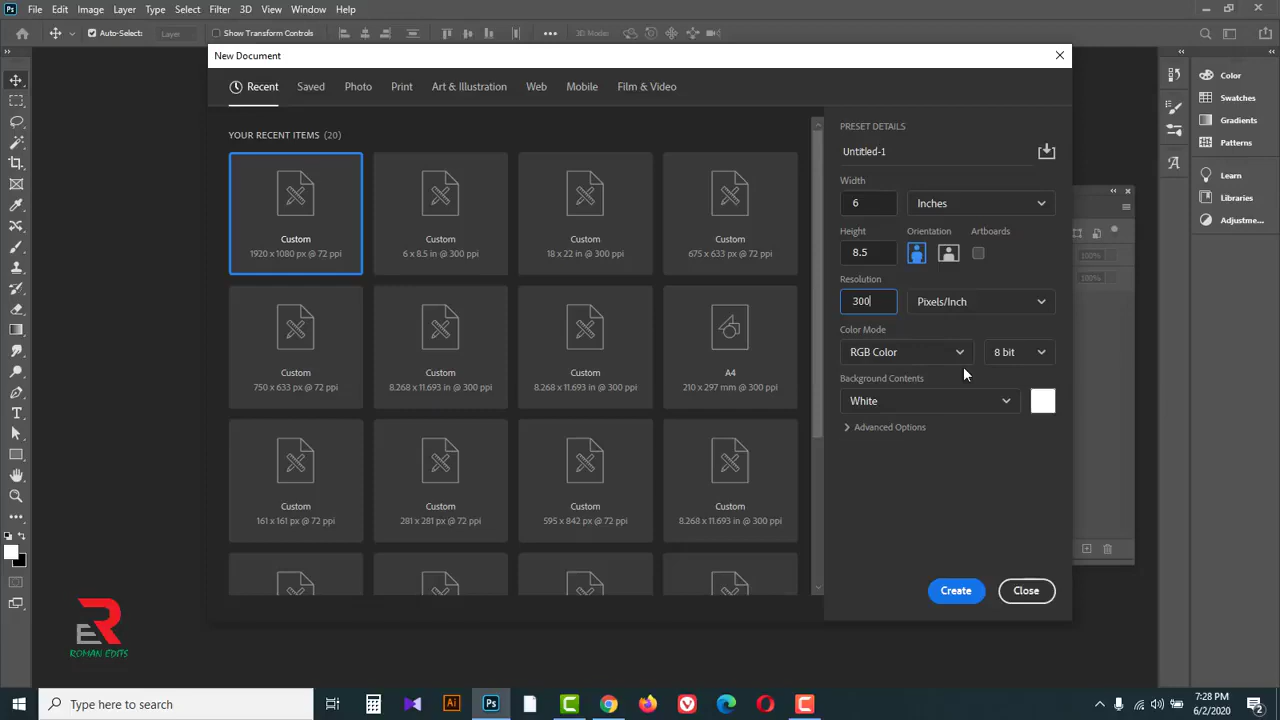 Ps File Edit Image Layer Type Select Filter 3D View Window Help
Auto-Select: Layer Show Transform Controls 3D Mode:
New Document
Recent Saved Photo Print Art & Illustration Web Mobile Film & Video
YOUR RECENT ITEMS (20)
Custom
1920 x 1080 px @ 72 ppi
Custom
6 x 8.5 in @ 300 ppi
Custom
18 x 22 in @ 300 ppi
Custom
675 x 633 px @ 72 ppi
Custom
750 x 633 px @ 72 ppi
Custom
8.268 x 11.693 in @ 300 ppi
Custom
8.268 x 11.693 in @ 300 ppi
A4
210 x 297 mm @ 300 ppi
Custom
161 x 161 px @ 72 ppi
Custom
281 x 281 px @ 72 ppi
Custom
595 x 842 px @ 72 ppi
Custom
8.268 x 11.693 in @ 300 ppi
PRESET DETAILS
Untitled-1
Width
6 Inches
Height Orientation Artboards
8.5
Resolution
300 Pixels/Inch
Color Mode
RGB Color 8 bit
Background Contents
White
Advanced Options
Create Close
Color
Swatches
Gradients
Patterns
Learn
Libraries
Adjustme...
100%
100%
ER
ROMAN EDITS
Type here to search
Ai
Ps
7:28 PM
6/2/2020